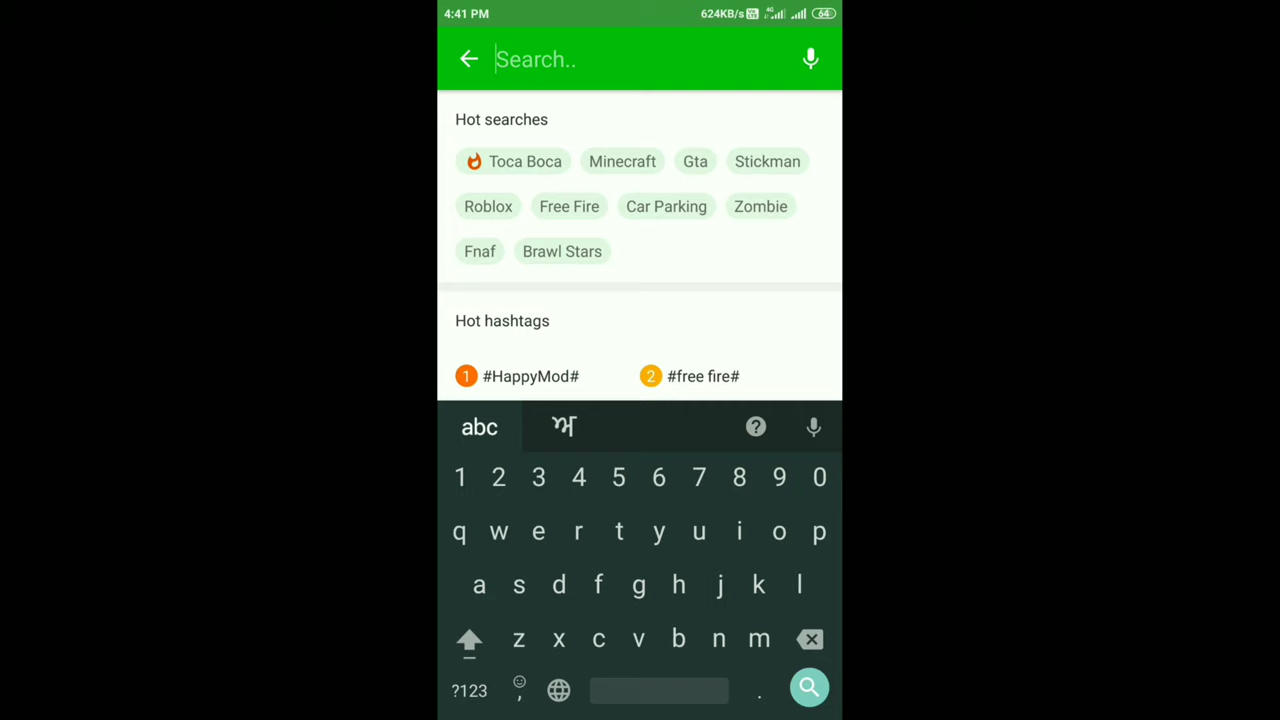 4:41 PM 624KB/s 4G 64
Search..
Hot searches
Toca Boca Minecraft Gta Stickman
Roblox Free Fire Car Parking Zombie
Fnaf Brawl Stars
Hot hashtags
1 #HappyMod# 2 #free fire#
abc ਅ ?
1 2 3 4 5 6 7 8 9 0
q w e r t y u i o p
a s d f g h j k l
z x c v b n m
?123 , .